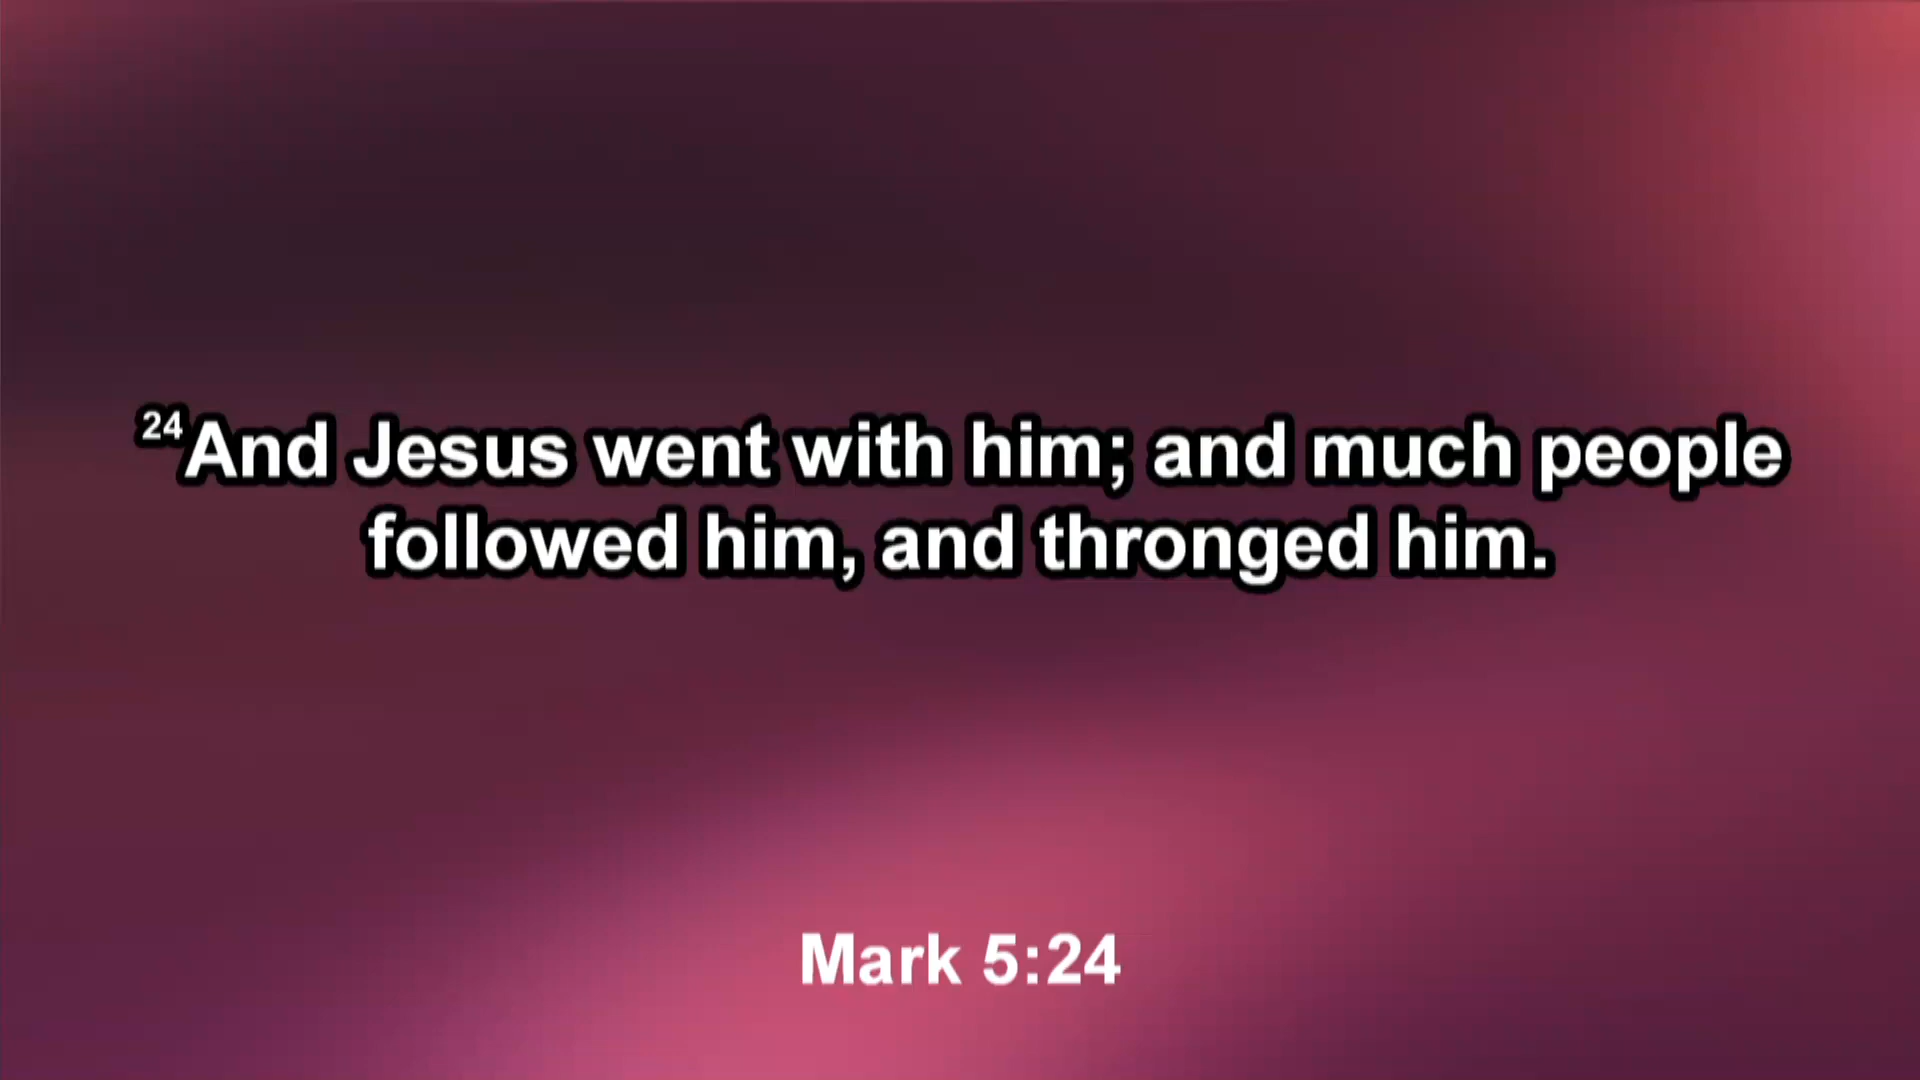 24And Jesus went with him; and much people
followed him, and thronged him.
Mark 5:24